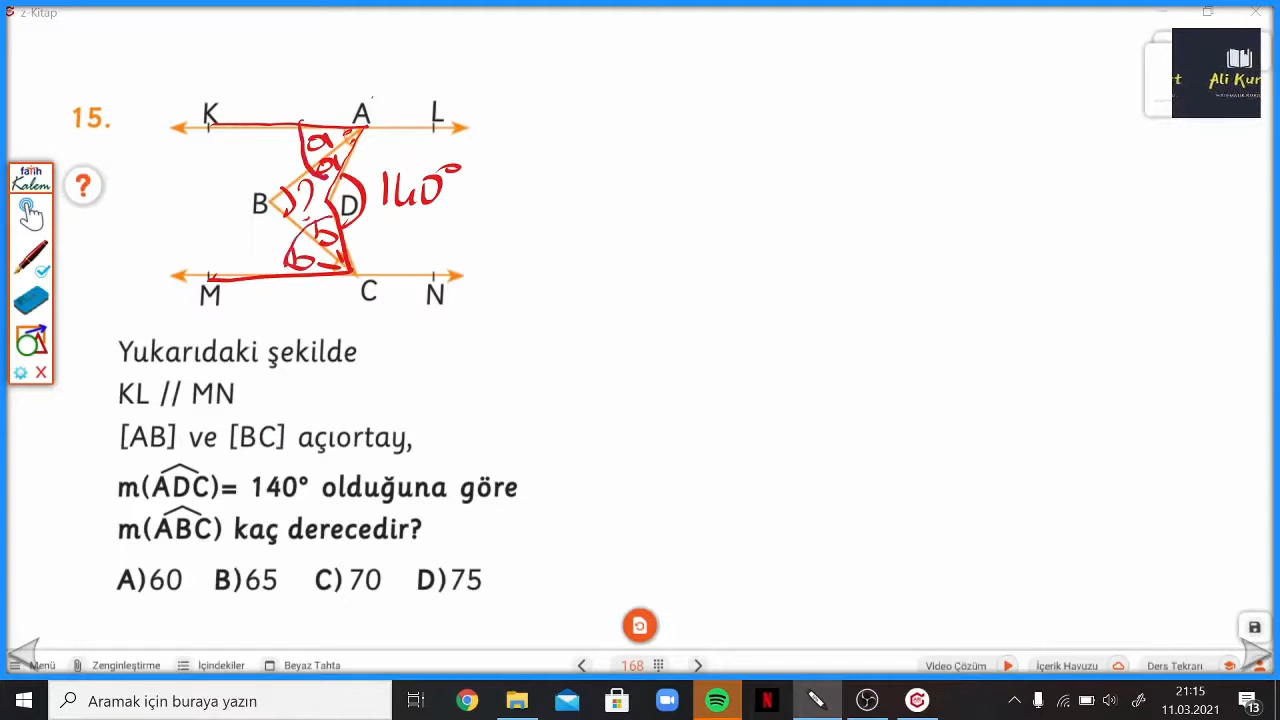 z-Kitap
Ali Kur
15.
K A L
a
a
B ? D 140°
b
b
M C N
fatih
Kalem
?
Yukarıdaki şekilde
KL // MN
[AB] ve [BC] açıortay,
m(ADC)= 140° olduğuna göre
m(ABC) kaç derecedir?
A)60 B)65 C)70 D)75
Menü Zenginleştirme İçindekiler Beyaz Tahta 168 Video Çözüm İçerik Havuzu Ders Tekrarı
Aramak için buraya yazın
21:15
11.03.2021
13